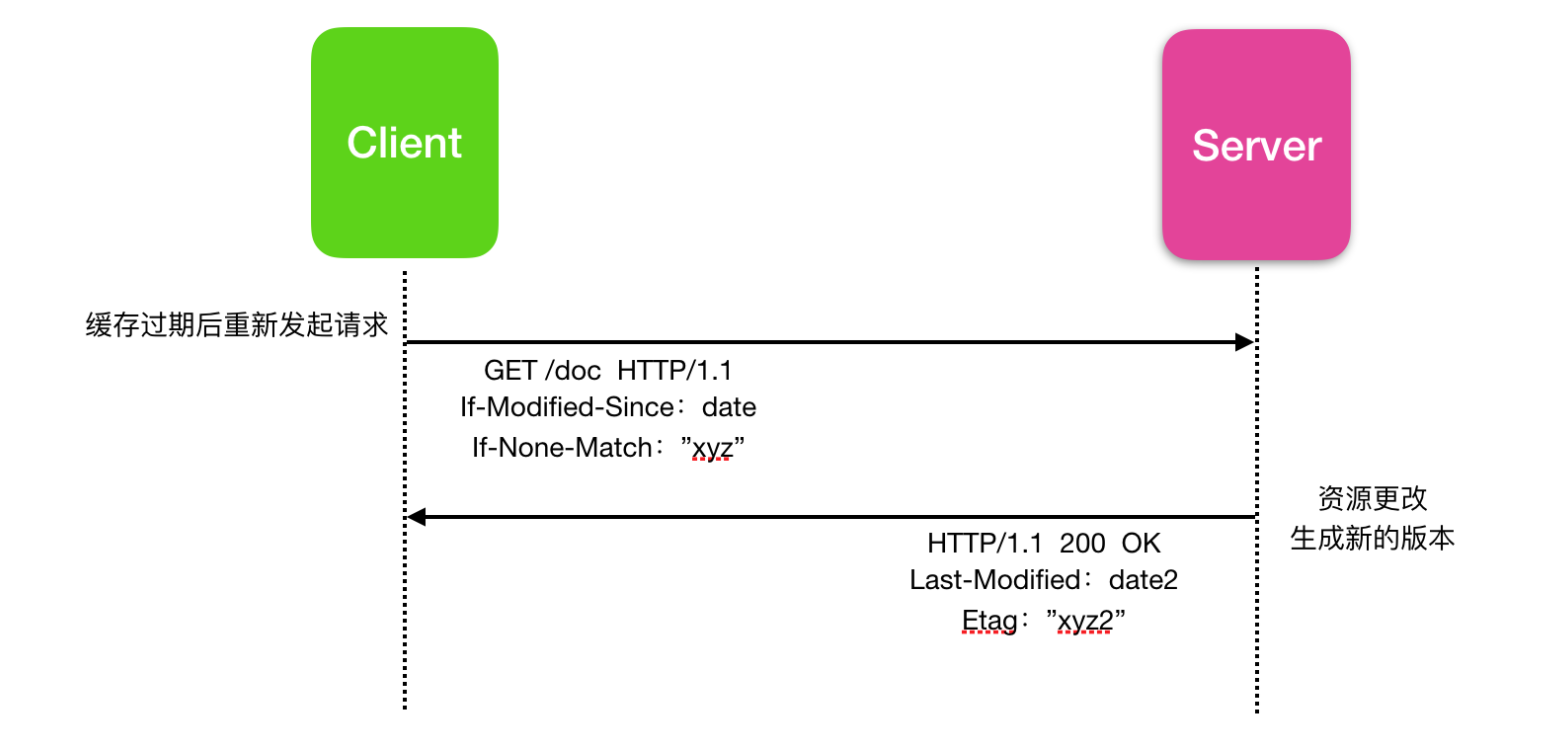 Client
Server
缓存过期后重新发起请求
GET /doc  HTTP/1.1
If-Modified-Since：date
If-None-Match：”xyz”
资源更改
生成新的版本
HTTP/1.1  200  OK
Last-Modified：date2
Etag：”xyz2”